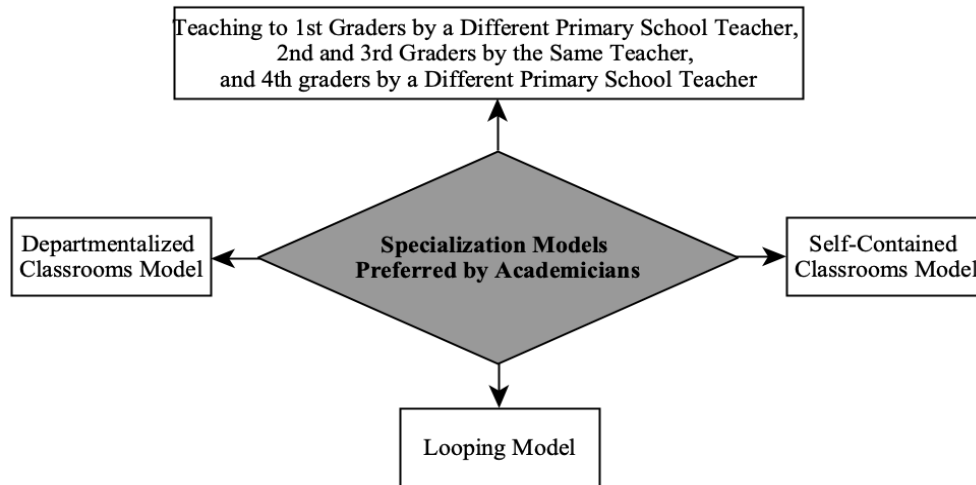 Teaching to 1st Graders by a Different Primary School Teacher,
2nd and 3rd Graders by the Same Teacher,
and 4th graders by a Different Primary School Teacher
Departmentalized
Classrooms Model
Specialization Models
Preferred by Academicians
Self-Contained
Classrooms Model
Looping Model